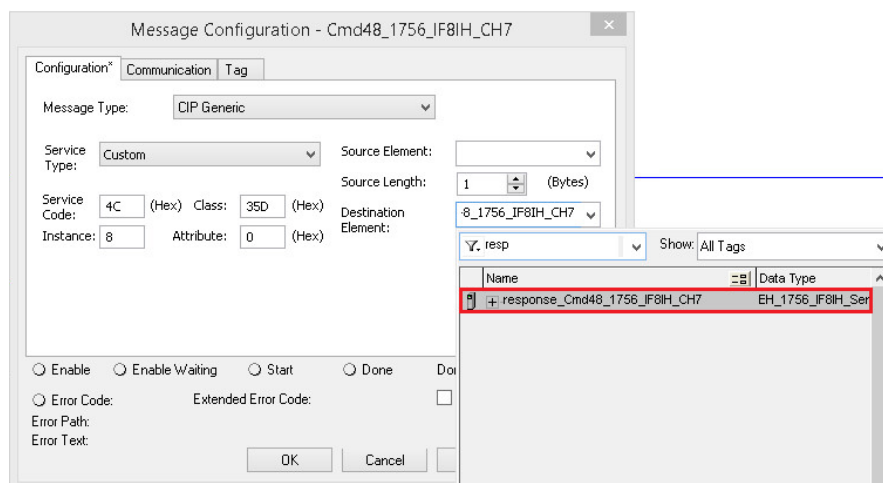 Message Configuration - Cmd48_1756_IF8IH_CH7
Configuration* Communication Tag
Message Type: CIP Generic
Service Type: Custom
Source Element:
Source Length: 1 (Bytes)
Service Code: 4C (Hex) Class: 35D (Hex)
Destination Element: -8_1756_IF8IH_CH7
Instance: 8 Attribute: 0 (Hex)
resp Show: All Tags
Name Data Type
response_Cmd48_1756_IF8IH_CH7 EH_1756_IF8IH_Ser
Enable Enable Waiting Start Done
Error Code: Extended Error Code:
Error Path:
Error Text:
OK Cancel